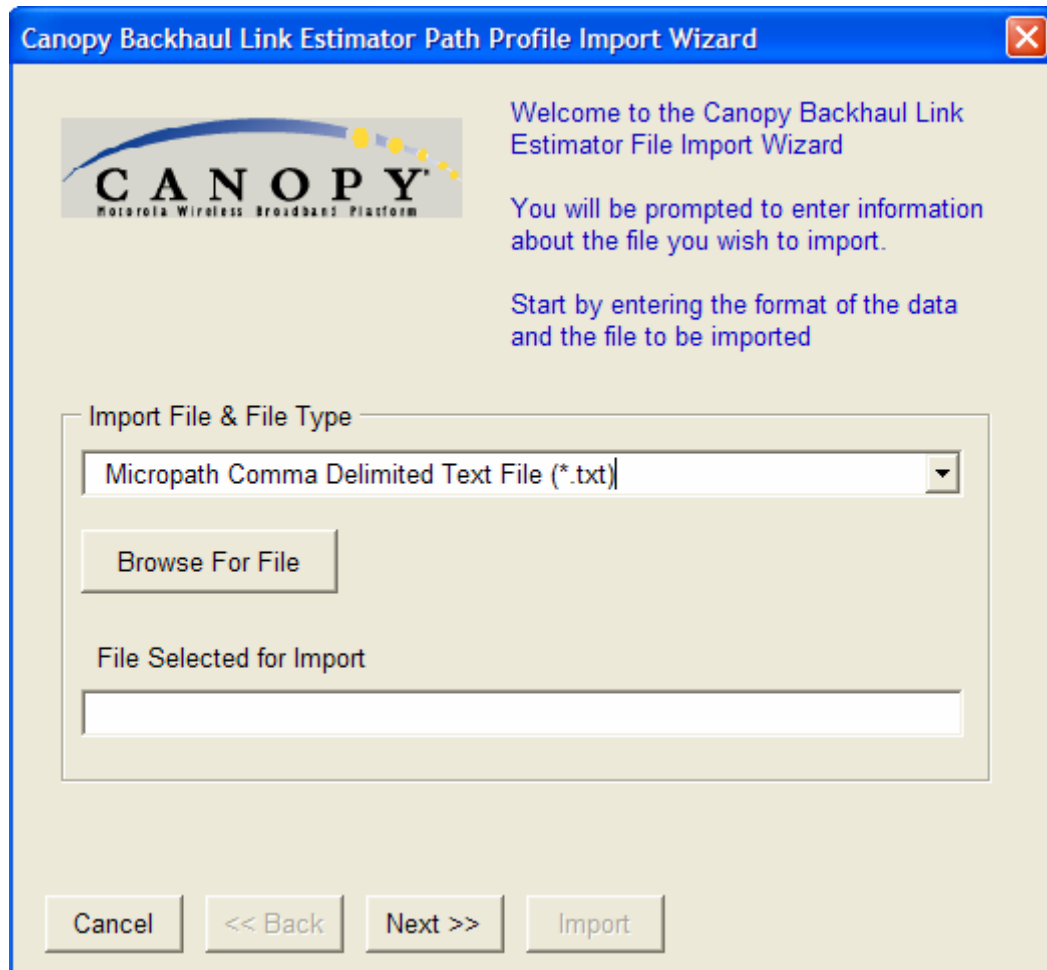 Canopy Backhaul Link Estimator Path Profile Import Wizard
CANOPY
Motorola Wireless Broadband Platform
Welcome to the Canopy Backhaul Link
Estimator File Import Wizard
You will be prompted to enter information
about the file you wish to import.
Start by entering the format of the data
and the file to be imported
Import File & File Type
Micropath Comma Delimited Text File (*.txt)
Browse For File
File Selected for Import
Cancel
<< Back
Next >>
Import